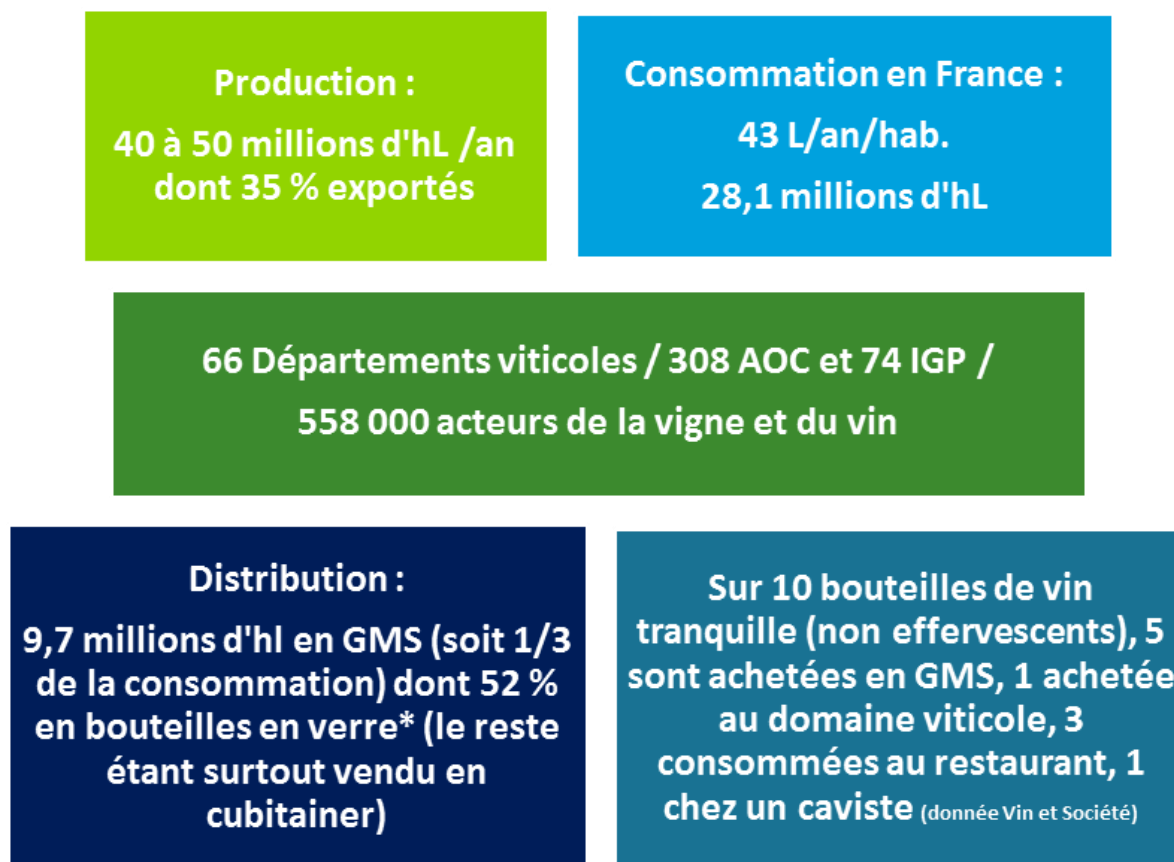 Production :
40 à 50 millions d'hL /an
dont 35 % exportés
Consommation en France :
43 L/an/hab.
28,1 millions d'hL
66 Départements viticoles / 308 AOC et 74 IGP /
558 000 acteurs de la vigne et du vin
Distribution :
9,7 millions d'hl en GMS (soit 1/3
de la consommation) dont 52 %
en bouteilles en verre* (le reste
étant surtout vendu en
cubitainer)
Sur 10 bouteilles de vin
tranquille (non effervescents), 5
sont achetées en GMS, 1 achetée
au domaine viticole, 3
consommées au restaurant, 1
chez un caviste (donnée Vin et Société)